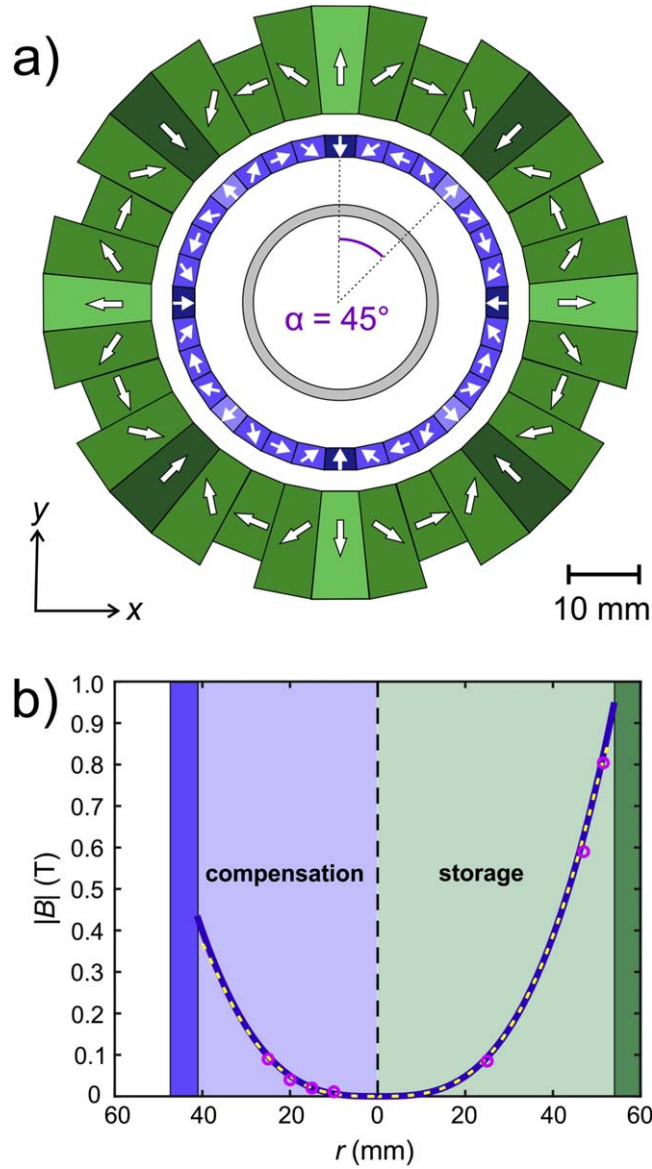 a)
α = 45°
y
x
10 mm
b)
1.0
0.9
0.8
0.7
0.6
0.5
0.4
0.3
0.2
0.1
0
|B| (T)
compensation
storage
60 40 20 0 20 40 60
r (mm)